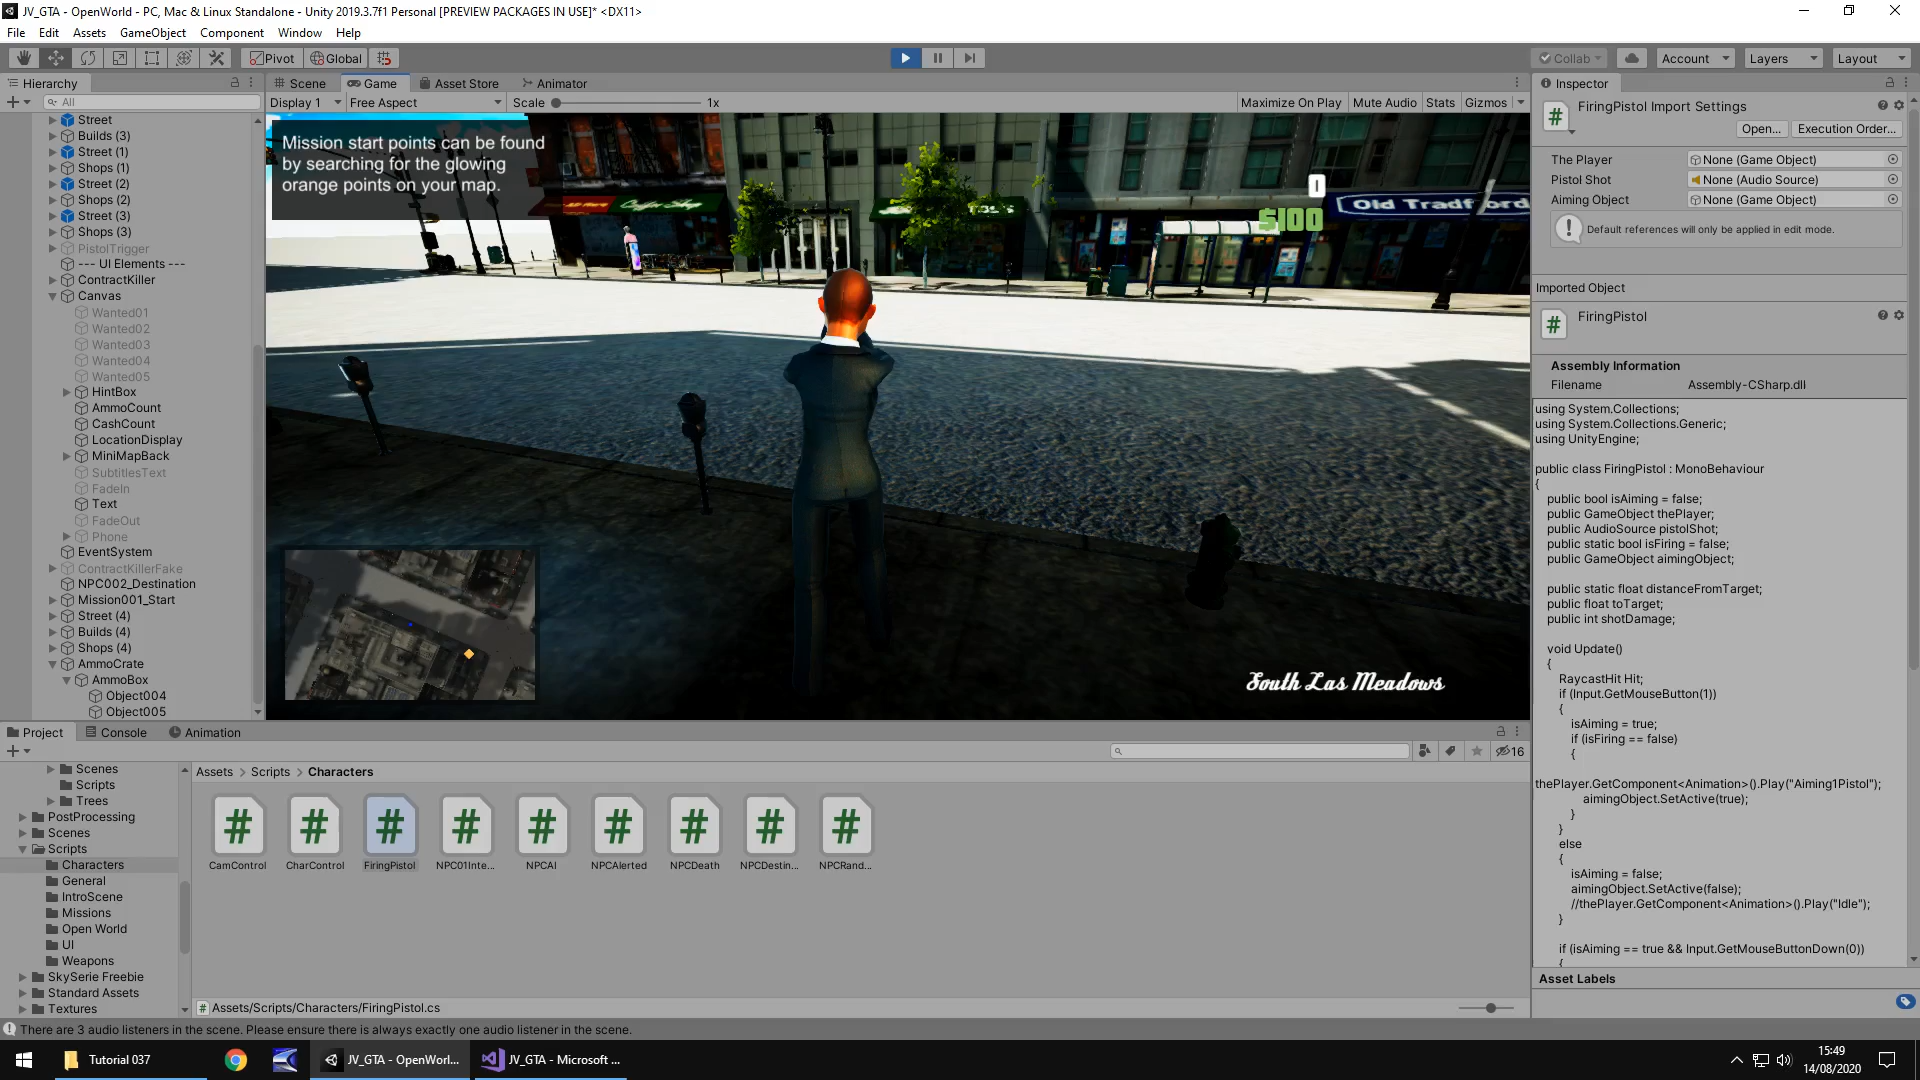 JV_GTA - OpenWorld - PC, Mac & Linux Standalone - Unity 2019.3.7f1 Personal [PREVIEW PACKAGES IN USE]* <DX11>
File Edit Assets GameObject Component Window Help
Pivot Global Collab Account Layers Layout
Hierarchy
All
Street
Builds (3)
Street (1)
Shops (1)
Street (2)
Shops (2)
Street (3)
Shops (3)
PistolTrigger
--- UI Elements ---
ContractKiller
Canvas
Wanted01
Wanted02
Wanted03
Wanted04
Wanted05
HintBox
AmmoCount
CashCount
LocationDisplay
MiniMapBack
SubtitlesText
FadeIn
Text
FadeOut
Phone
EventSystem
ContractKillerFake
NPC002_Destination
Mission001_Start
Street (4)
Builds (4)
Shops (4)
AmmoCrate
AmmoBox
Object004
Object005
Scene Game Asset Store Animator
Display 1 Free Aspect Scale 1x Maximize On Play Mute Audio Stats Gizmos
Mission start points can be found
by searching for the glowing
orange points on your map.
Coffee Shop
0
$100
Old Tradfords
South Las Meadows
Inspector
FiringPistol Import Settings
Open... Execution Order...
The Player None (Game Object)
Pistol Shot None (Audio Source)
Aiming Object None (Game Object)
Default references will only be applied in edit mode.
Imported Object
FiringPistol
Assembly Information
Filename Assembly-CSharp.dll
using System.Collections;
using System.Collections.Generic;
using UnityEngine;
public class FiringPistol : MonoBehaviour
{
public bool isAiming = false;
public GameObject thePlayer;
public AudioSource pistolShot;
public static bool isFiring = false;
public GameObject aimingObject;
public static float distanceFromTarget;
public float toTarget;
public int shotDamage;
void Update()
{
RaycastHit Hit;
if (Input.GetMouseButton(1))
{
isAiming = true;
if (isFiring == false)
{
thePlayer.GetComponent<Animation>().Play("Aiming1Pistol");
aimingObject.SetActive(true);
}
}
else
{
isAiming = false;
aimingObject.SetActive(false);
//thePlayer.GetComponent<Animation>().Play("Idle");
}
if (isAiming == true && Input.GetMouseButtonDown(0))
{
Asset Labels
Project Console Animation
16
Scenes
Scripts
Trees
PostProcessing
Scenes
Scripts
Characters
General
IntroScene
Missions
Open World
UI
Weapons
SkySerie Freebie
Standard Assets
Textures
Assets > Scripts > Characters
CamControl CharControl FiringPistol NPC01Inte... NPCAI NPCAlerted NPCDeath NPCDestin... NPCRand...
Assets/Scripts/Characters/FiringPistol.cs
There are 3 audio listeners in the scene. Please ensure there is always exactly one audio listener in the scene.
Tutorial 037 JV_GTA - OpenWorl... JV_GTA - Microsoft ...
15:49
14/08/2020